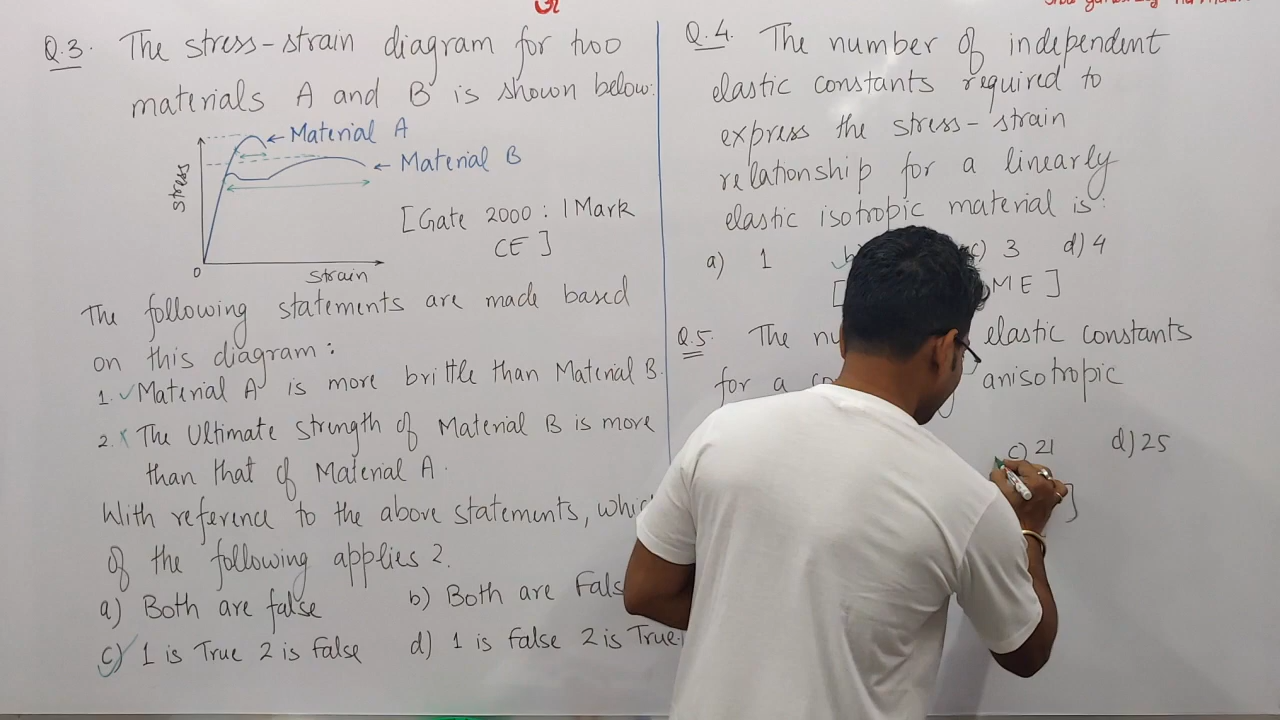 Q.3. The stress-strain diagram for two
materials A and B is shown below:
← Material A
← Material B
stress
0
strain
[Gate 2000: 1 Mark
CE]
The following statements are made based
on this diagram:
1. ✓ Material A is more brittle than Material B.
2. x The Ultimate strength of Material B is more
than that of Material A.
With reference to the above statements,
of the following applies 2.
a) Both are false
b) Both are
c) 1 is True 2 is false
d) 1 is false 2 is True.
Q.4. The number of independent
elastic constants required to
express the stress-strain
relationship for a linearly
elastic isotropic material is:
a) 1
c) 3 d) 4
[ ME]
Q.5. The elastic constants
for a anisotropic
c) 21 d) 25
]